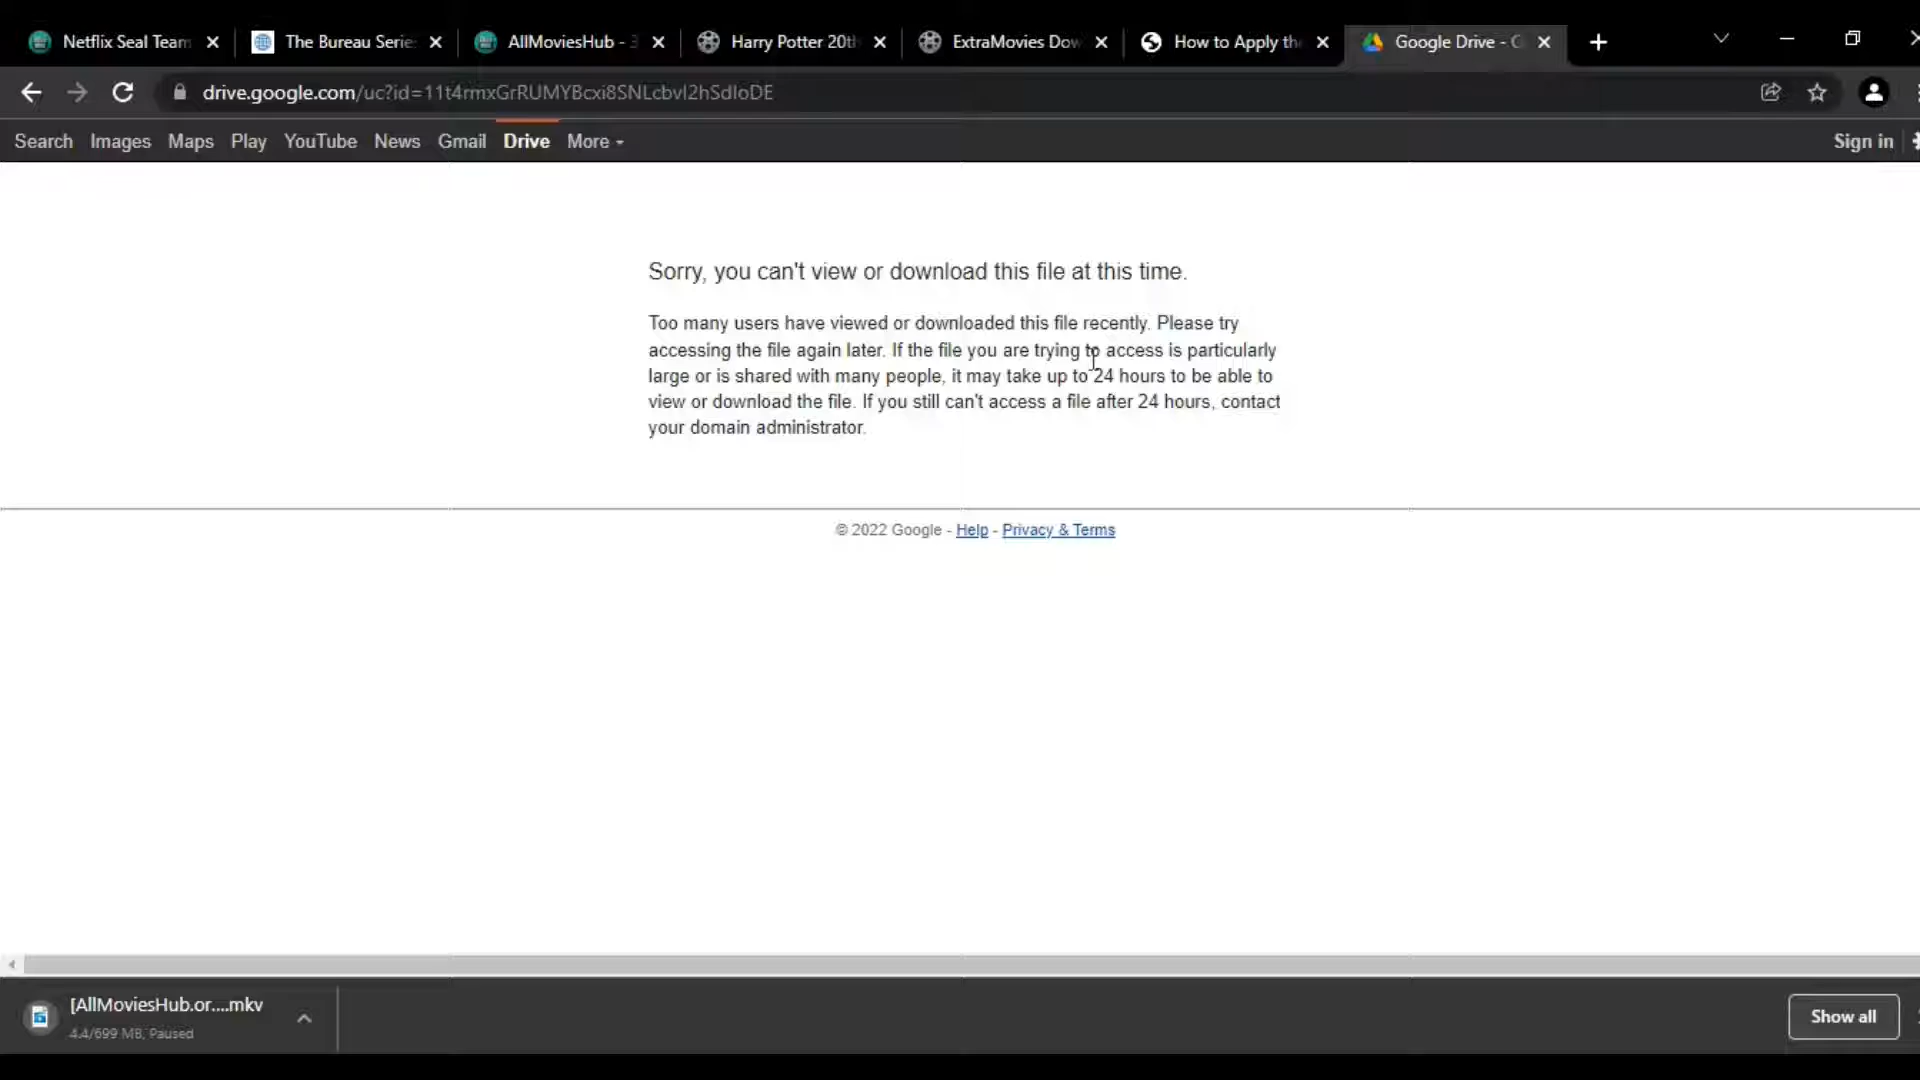 Netflix Seal Team
The Bureau Serie
AllMoviesHub - 3
Harry Potter 20th
ExtraMovies Dow
How to Apply the
Google Drive - Q
drive.google.com/uc?id=11t4rmxGrRUMYBcxi8SNLcbvI2hSdIoDE
Search Images Maps Play YouTube News Gmail Drive More
Sign in
Sorry, you can't view or download this file at this time.
Too many users have viewed or downloaded this file recently. Please try
accessing the file again later. If the file you are trying to access is particularly
large or is shared with many people, it may take up to 24 hours to be able to
view or download the file. If you still can't access a file after 24 hours, contact
your domain administrator.
© 2022 Google - Help - Privacy & Terms
[AllMoviesHub.or....mkv
4.4/699 MB, Paused
Show all